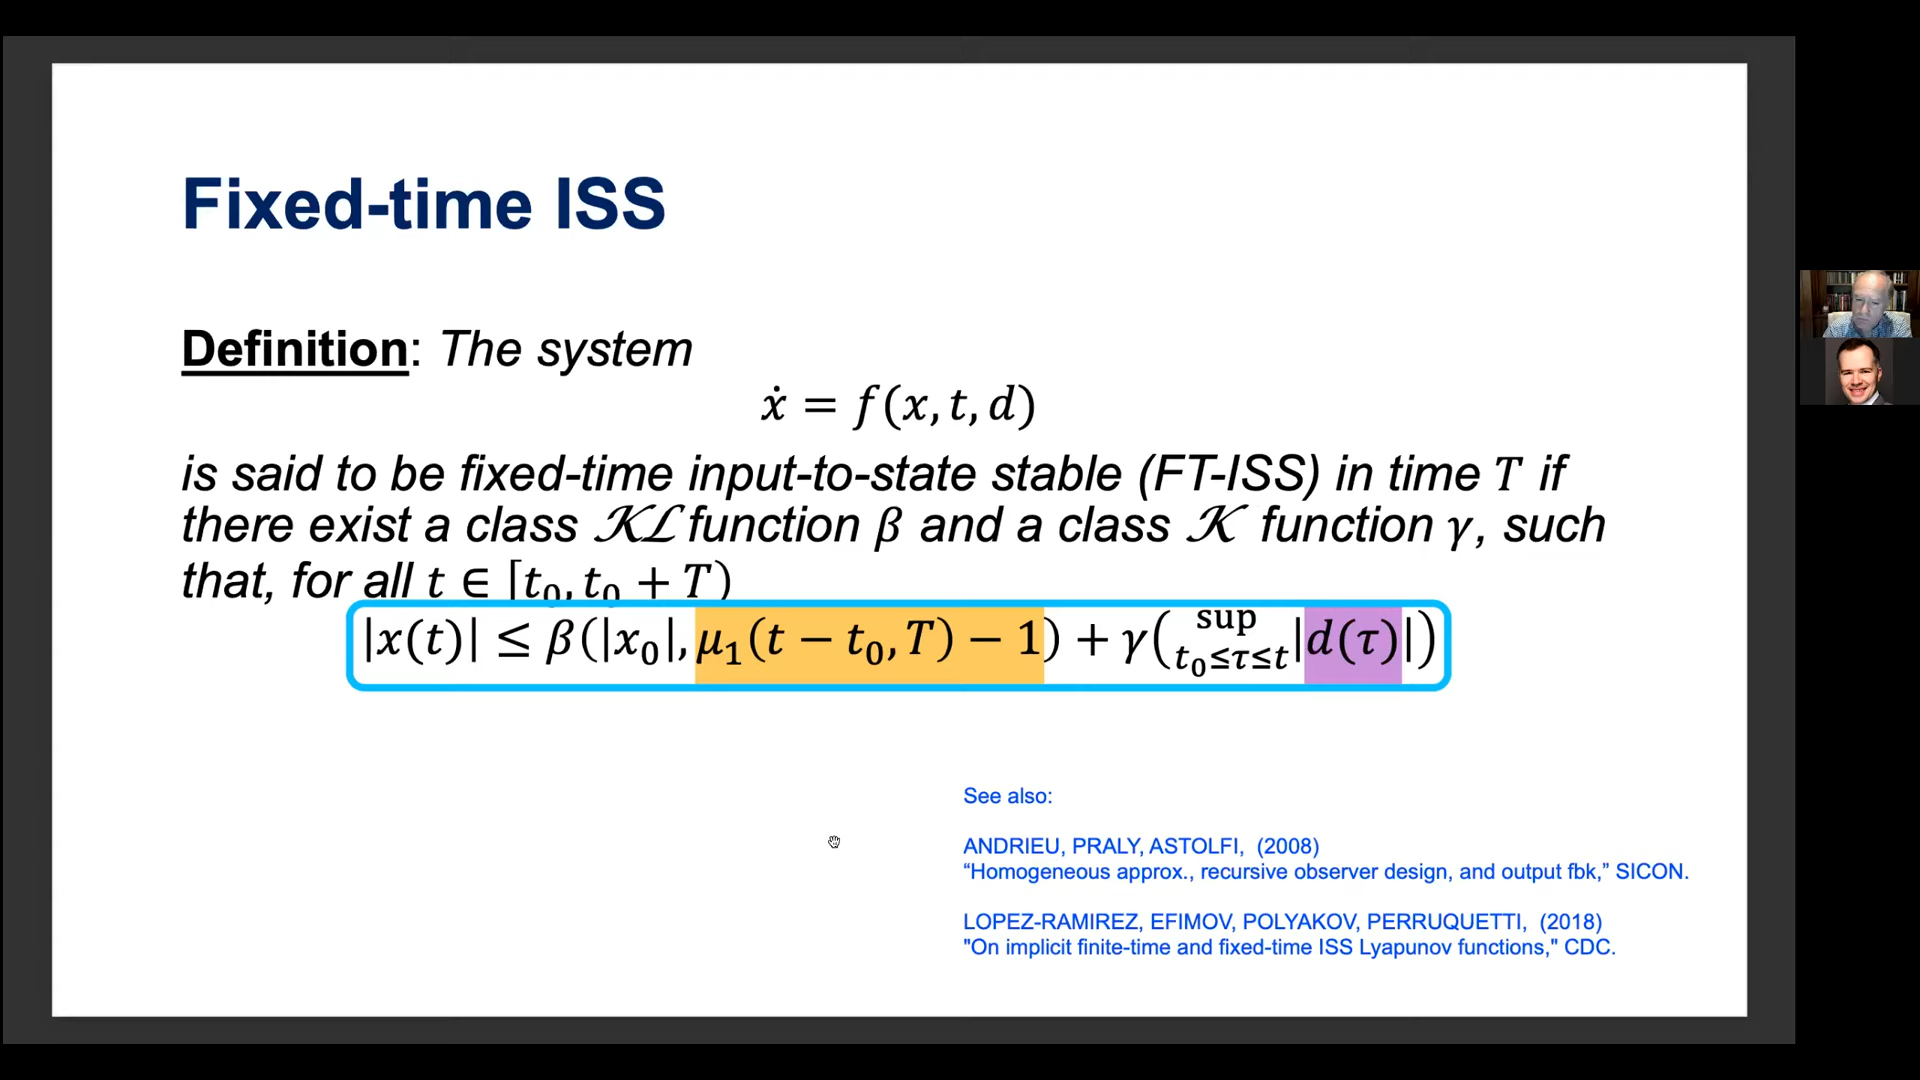 Fixed-time ISS
Definition: The system
ẋ = f(x, t, d)
is said to be fixed-time input-to-state stable (FT-ISS) in time T if
there exist a class 𝒦ℒ function β and a class 𝒦 function γ, such
that, for all t ∈ [t₀, t₀ + T)
|x(t)| ≤ β(|x₀|, μ₁(t − t₀, T) − 1) + γ(sup t₀≤τ≤t |d(τ)|)
See also:
ANDRIEU, PRALY, ASTOLFI, (2008)
“Homogeneous approx., recursive observer design, and output fbk,” SICON.
LOPEZ-RAMIREZ, EFIMOV, POLYAKOV, PERRUQUETTI, (2018)
"On implicit finite-time and fixed-time ISS Lyapunov functions," CDC.